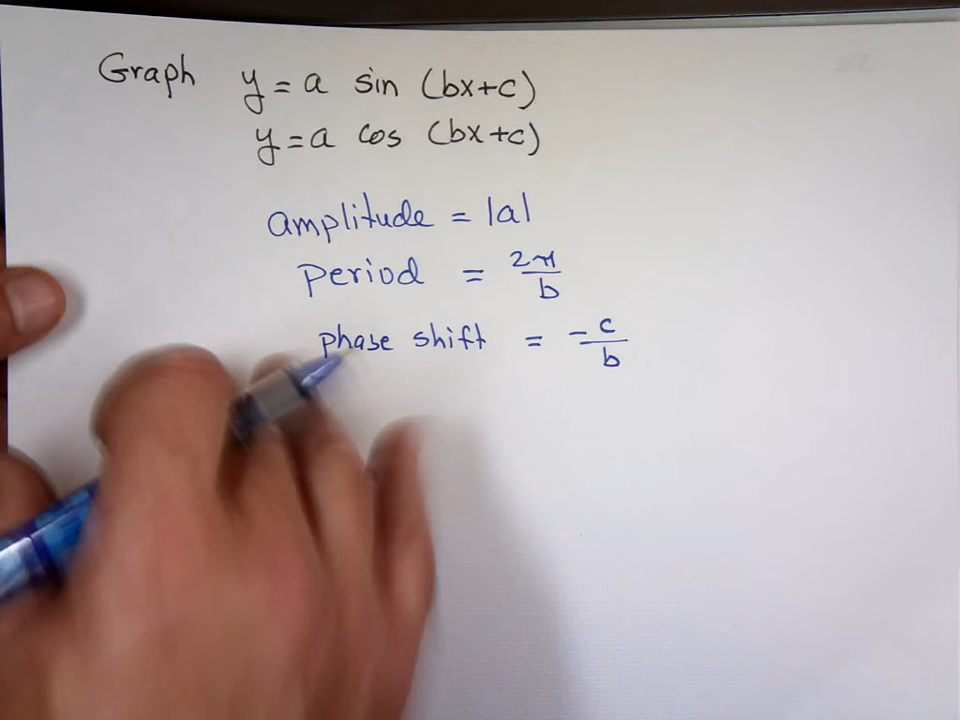 Graph y = a sin (bx+c)
y = a cos (bx+c)
amplitude = |a|
period = 2π/b
phase shift = -c/b